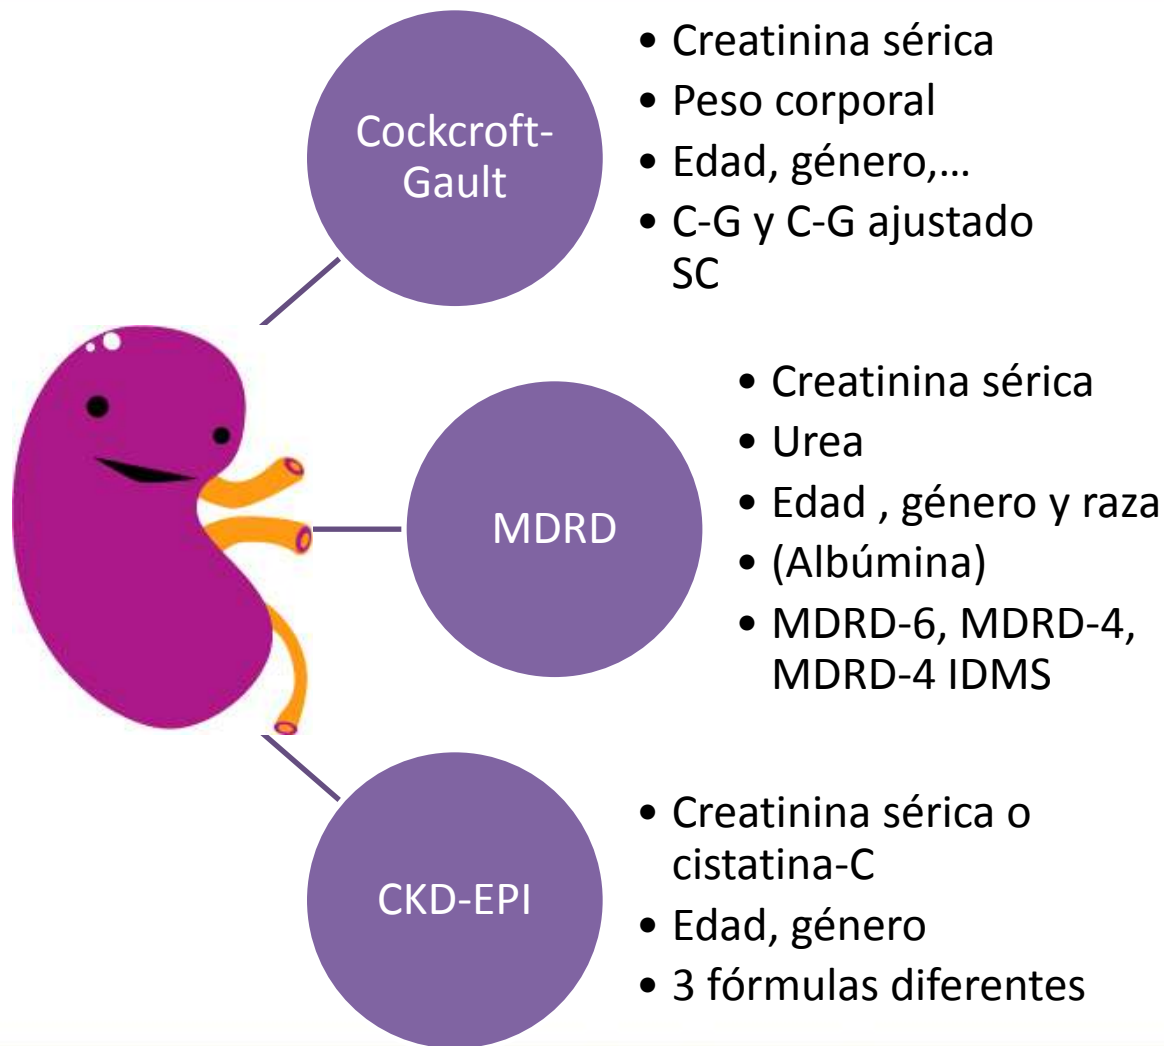 Cockcroft-
Gault
• Creatinina sérica
• Peso corporal
• Edad, género,...
• C-G y C-G ajustado
SC
MDRD
• Creatinina sérica
• Urea
• Edad , género y raza
• (Albúmina)
• MDRD-6, MDRD-4,
MDRD-4 IDMS
CKD-EPI
• Creatinina sérica o
cistatina-C
• Edad, género
• 3 fórmulas diferentes